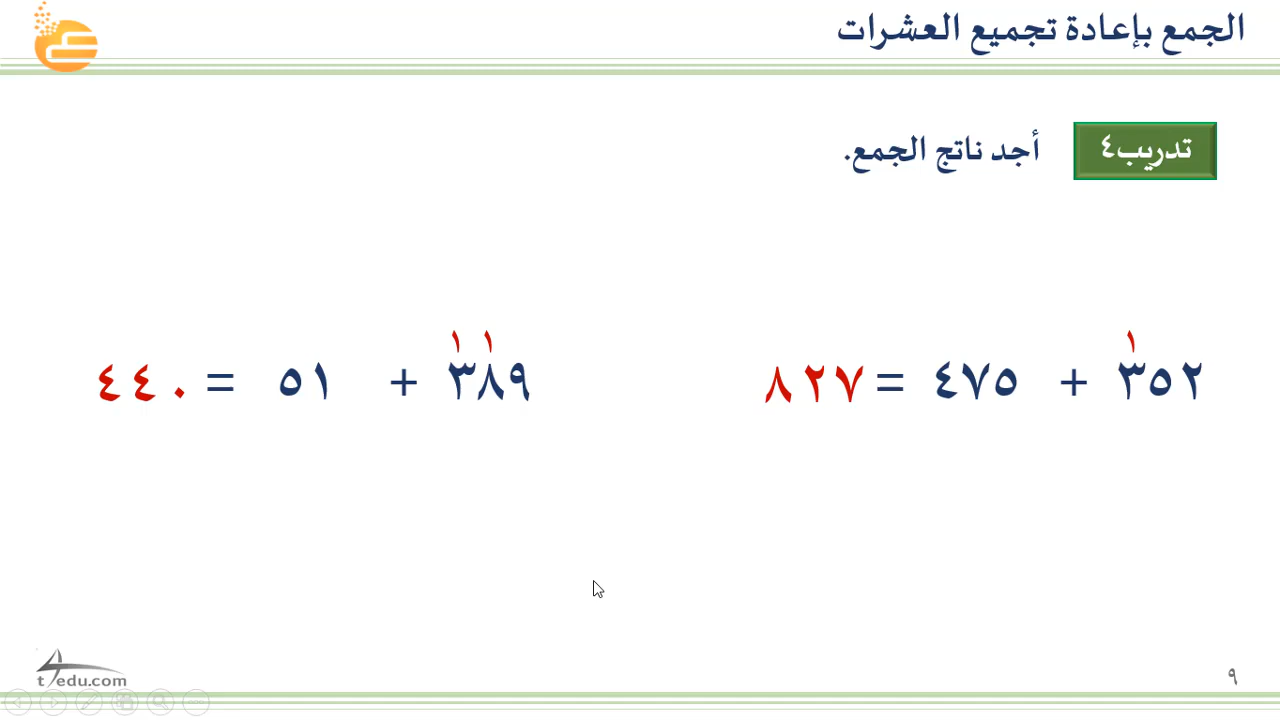 الجمع بإعادة تجميع العشرات
تدريب٤
أجد ناتج الجمع.
١
٣٥٢ + ٤٧٥ = ٨٢٧
١ ١
٣٨٩ + ٥١ = ٤٤٠
t4edu.com
٩